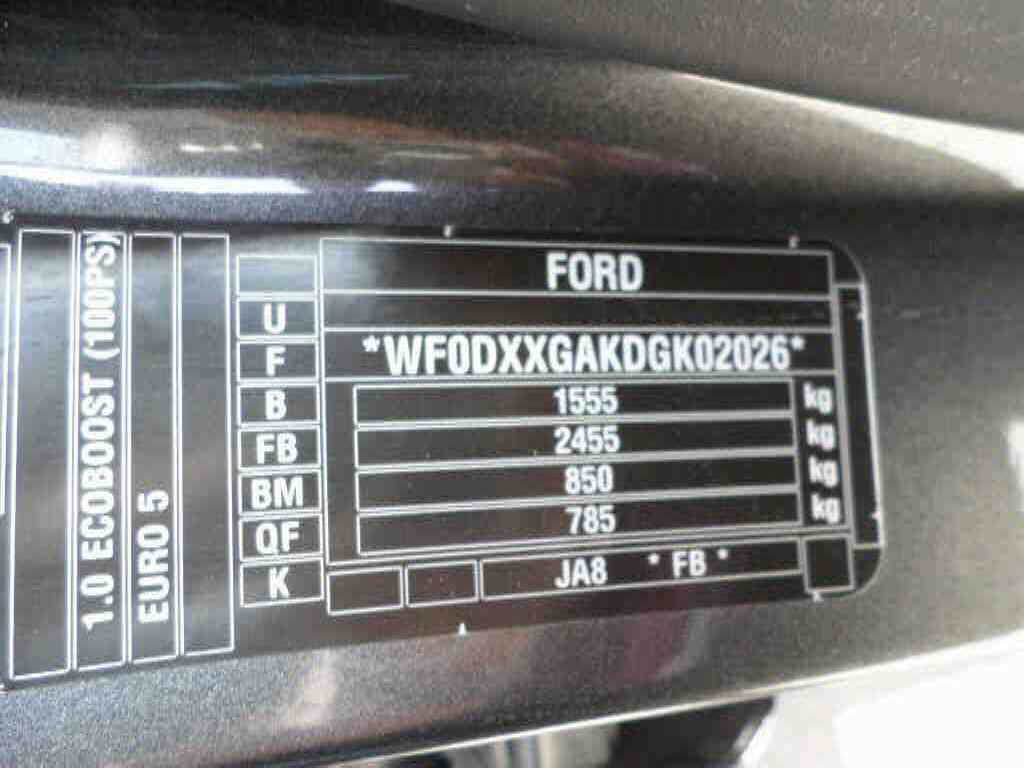 1.0 ECOBOOST (100PS)
EURO 5
FORD
U
F *WF0DXXGAKDGK02026*
B 1555 kg
FB 2455 kg
BM 850 kg
QF 785 kg
K JA8 * FB *